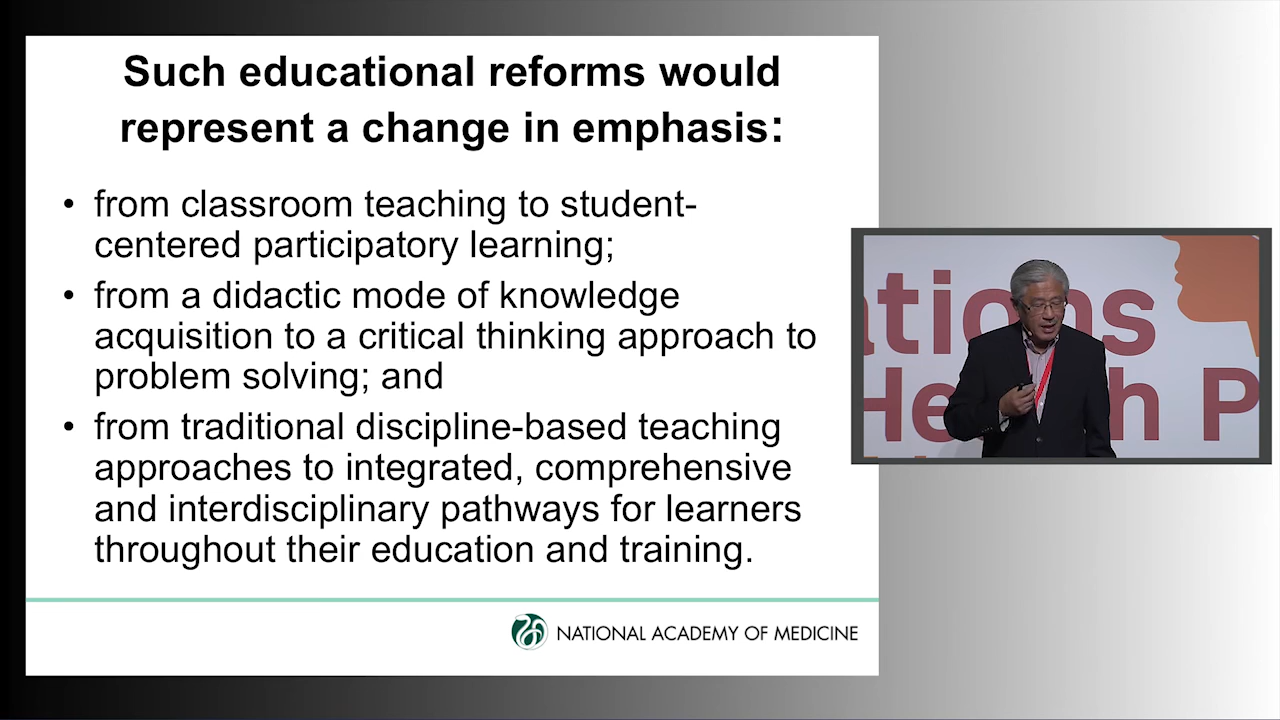 Such educational reforms would
represent a change in emphasis:
• from classroom teaching to student-
centered participatory learning;
• from a didactic mode of knowledge
acquisition to a critical thinking approach to
problem solving; and
• from traditional discipline-based teaching
approaches to integrated, comprehensive
and interdisciplinary pathways for learners
throughout their education and training.
NATIONAL ACADEMY OF MEDICINE
ations
Health P